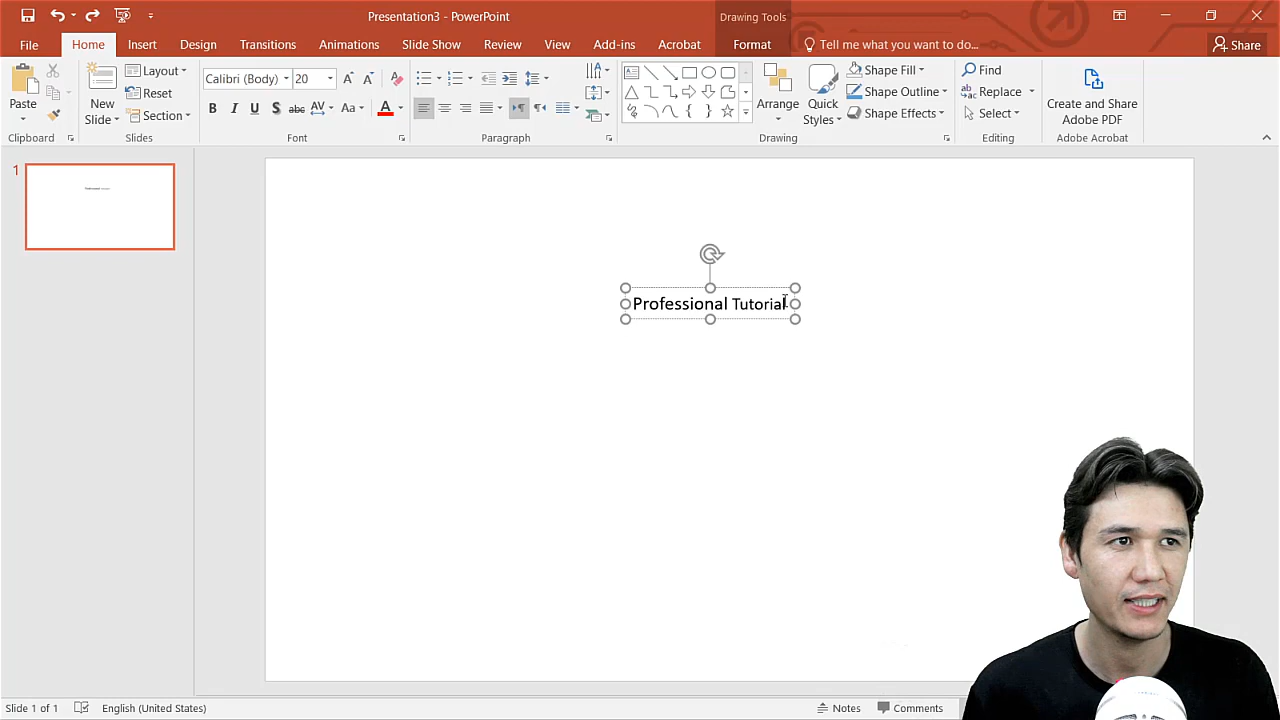 Presentation3 - PowerPoint
Drawing Tools
File Home Insert Design Transitions Animations Slide Show Review View Add-ins Acrobat Format Tell me what you want to do... Share
Paste
Clipboard
New Slide
Layout
Reset
Section
Slides
Calibri (Body) 20
B I U S abc AV Aa A
Font
Paragraph
Arrange
Quick Styles
Shape Fill
Shape Outline
Shape Effects
Drawing
Find
Replace
Select
Editing
Create and Share
Adobe PDF
Adobe Acrobat
1
Professional Tutorial
Slide 1 of 1 English (United States) Notes Comments